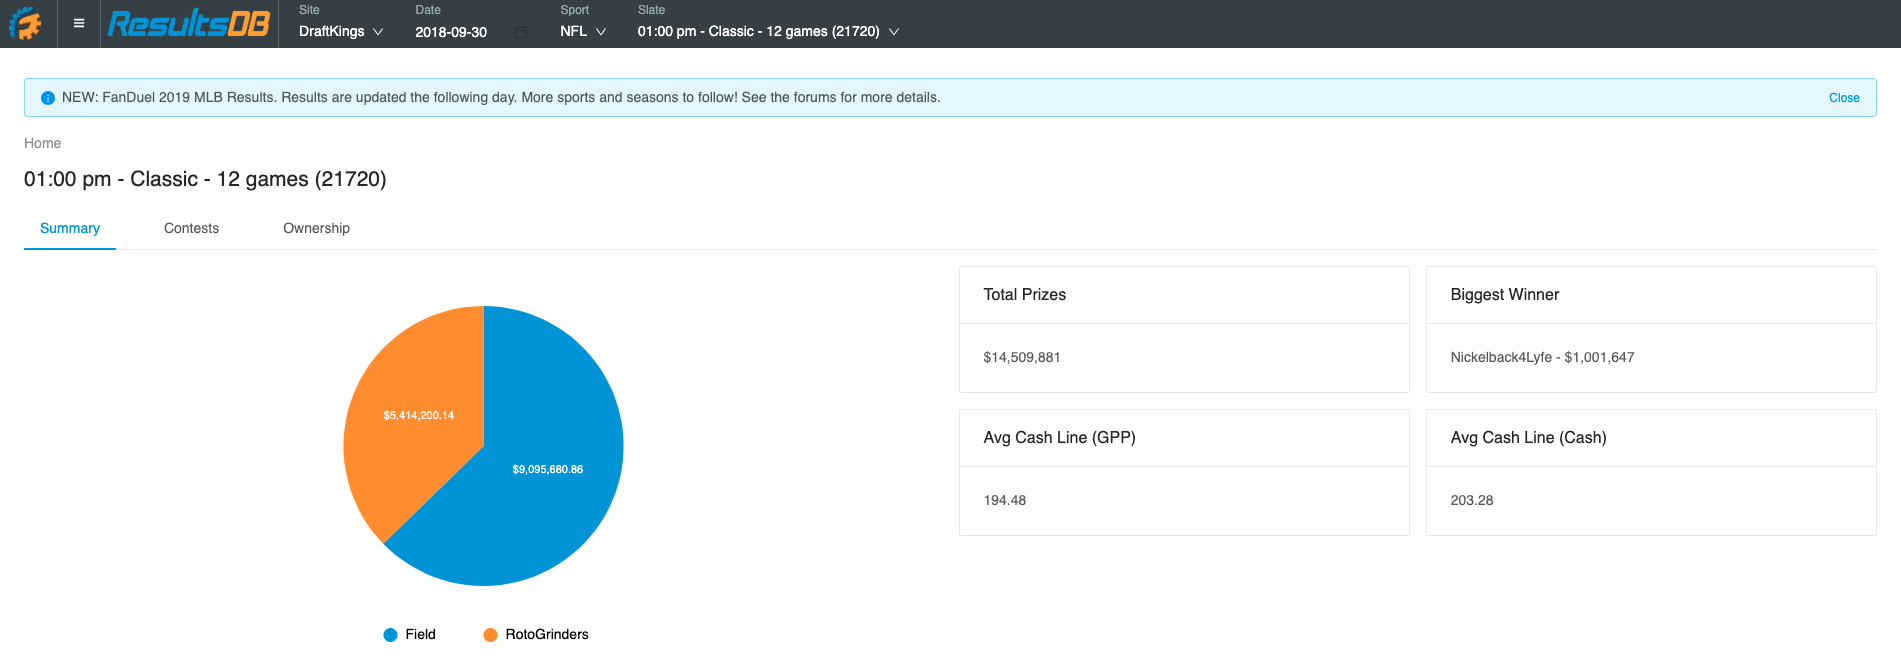 ResultsDB
Site
DraftKings
Date
2018-09-30
Sport
NFL
Slate
01:00 pm - Classic - 12 games (21720)
NEW: FanDuel 2019 MLB Results. Results are updated the following day. More sports and seasons to follow! See the forums for more details.
Close
Home
01:00 pm - Classic - 12 games (21720)
Summary
Contests
Ownership
$5,414,200.14
$9,095,680.86
Field
RotoGrinders
Total Prizes
$14,509,881
Biggest Winner
Nickelback4Lyfe - $1,001,647
Avg Cash Line (GPP)
194.48
Avg Cash Line (Cash)
203.28